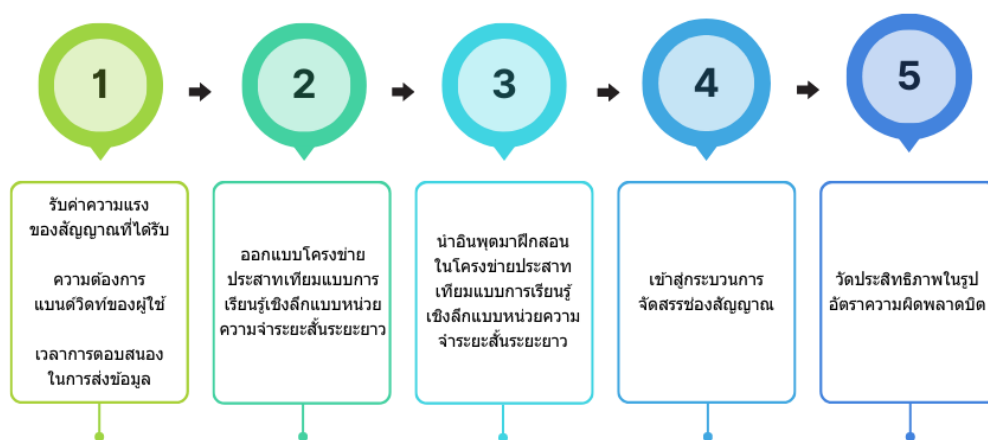 1
2
3
4
5
รับค่าความแรง
ของสัญญาณที่ได้รับ
ความต้องการ
แบนด์วิดท์ของผู้ใช้
เวลาการตอบสนอง
ในการส่งข้อมูล
ออกแบบโครงข่าย
ประสาทเทียมแบบการ
เรียนรู้เชิงลึกแบบหน่วย
ความจำระยะสั้นระยะยาว
นำอินพุตมาฝึกสอน
ในโครงข่ายประสาท
เทียมแบบการเรียนรู้
เชิงลึกแบบหน่วยความ
จำระยะสั้นระยะยาว
เข้าสู่กระบวนการ
จัดสรรช่องสัญญาณ
วัดประสิทธิภาพในรูป
อัตราความผิดพลาดบิต